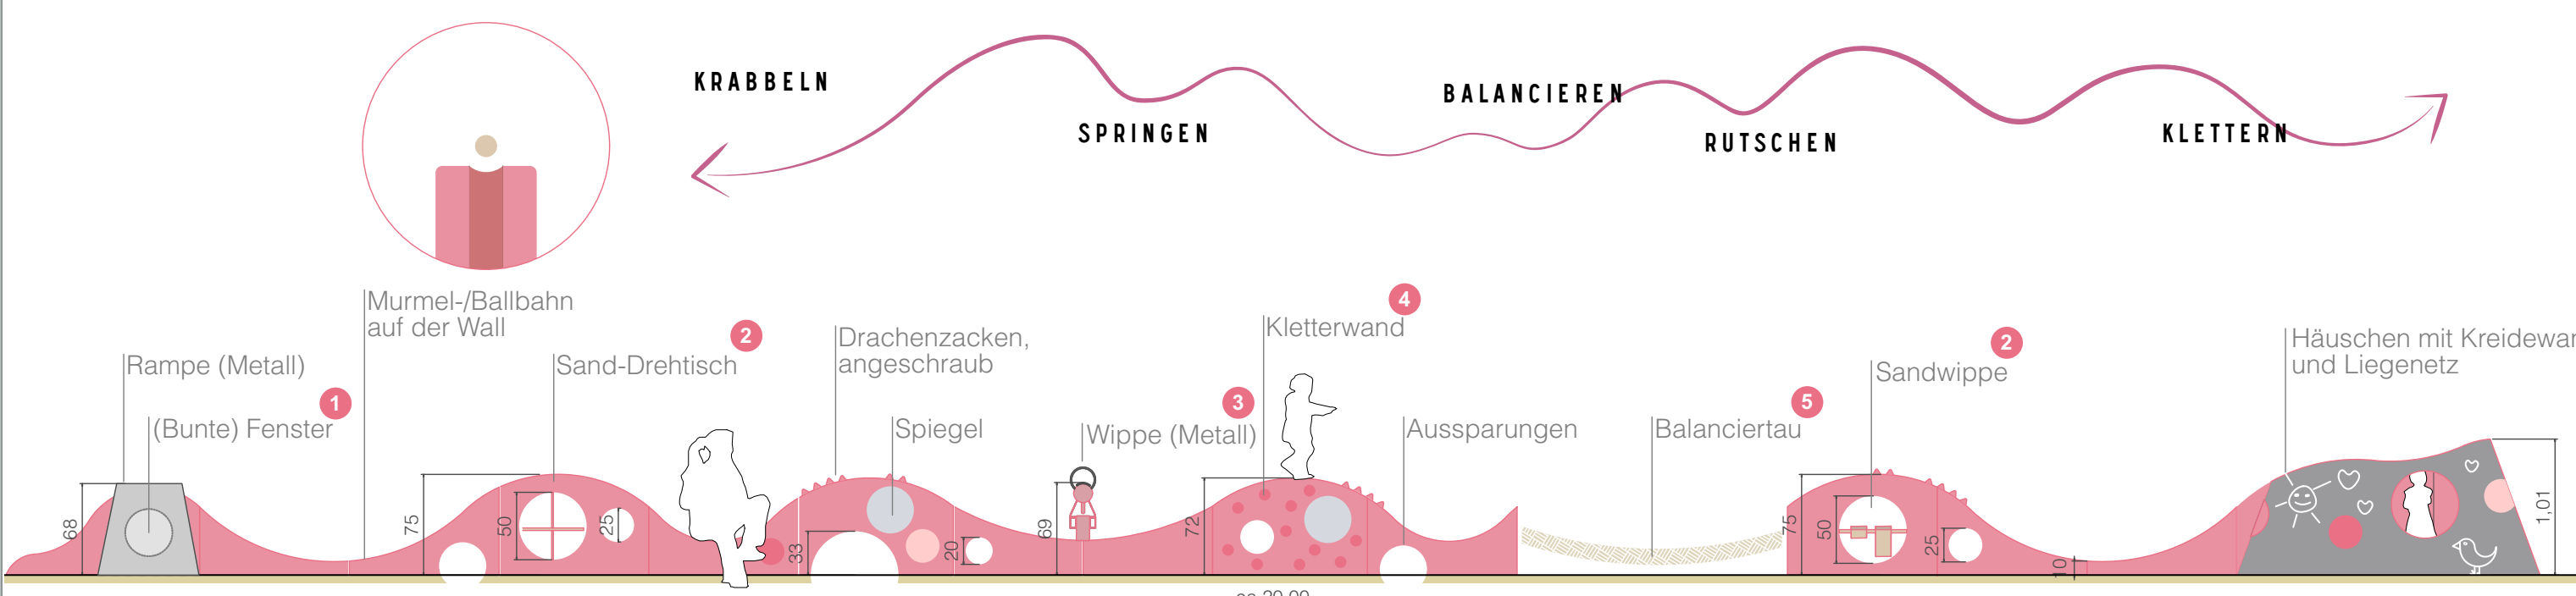 KRABBELN
SPRINGEN
BALANCIEREN
RUTSCHEN
KLETTERN
Murmel-/Ballbahn
auf der Wall
Rampe (Metall)
(Bunte) Fenster
1
Sand-Drehtisch
2
Drachenzacken,
angeschraub
Spiegel
Wippe (Metall)
3
Kletterwand
4
Aussparungen
Balanciertau
5
Sandwippe
2
Häuschen mit Kreidewan
und Liegenetz
68
75
50
25
33
20
69
72
75
50
25
10
1,01